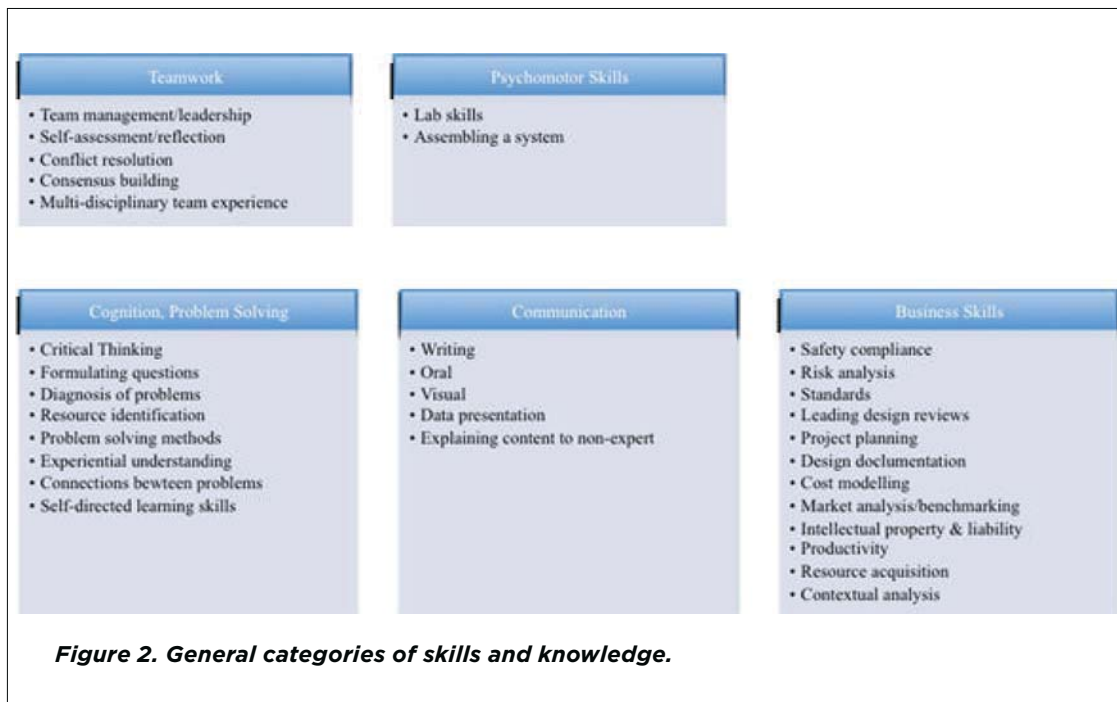 Teamwork
• Team management/leadership
• Self-assessment/reflection
• Conflict resolution
• Consensus building
• Multi-disciplinary team experience
Psychomotor Skills
• Lab skills
• Assembling a system
Cognition, Problem Solving
• Critical Thinking
• Formulating questions
• Diagnosis of problems
• Resource identification
• Problem solving methods
• Experiential understanding
• Connections bewteen problems
• Self-directed learning skills
Communication
• Writing
• Oral
• Visual
• Data presentation
• Explaining content to non-expert
Business Skills
• Safety compliance
• Risk analysis
• Standards
• Leading design reviews
• Project planning
• Design doclumentation
• Cost modelling
• Market analysis/benchmarking
• Intellectual property & liability
• Productivity
• Resource acquisition
• Contextual analysis
Figure 2. General categories of skills and knowledge.